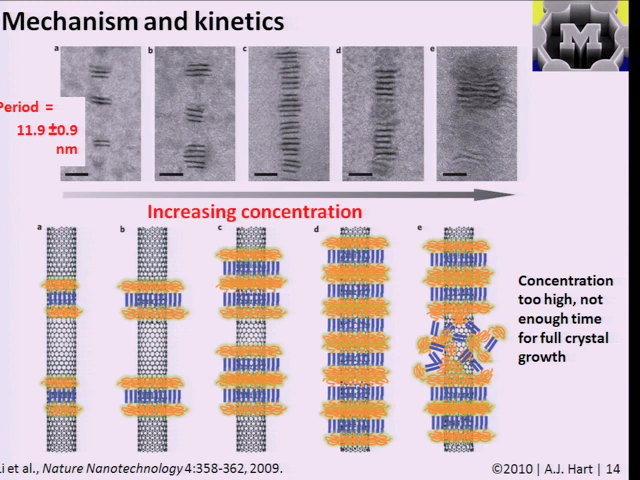 Mechanism and kinetics
M
a b c d e
Period =
11.9 ±0.9
nm
Increasing concentration
a b c d e
Concentration
too high, not
enough time
for full crystal
growth
Li et al., Nature Nanotechnology 4:358-362, 2009.
©2010 | A.J. Hart | 14